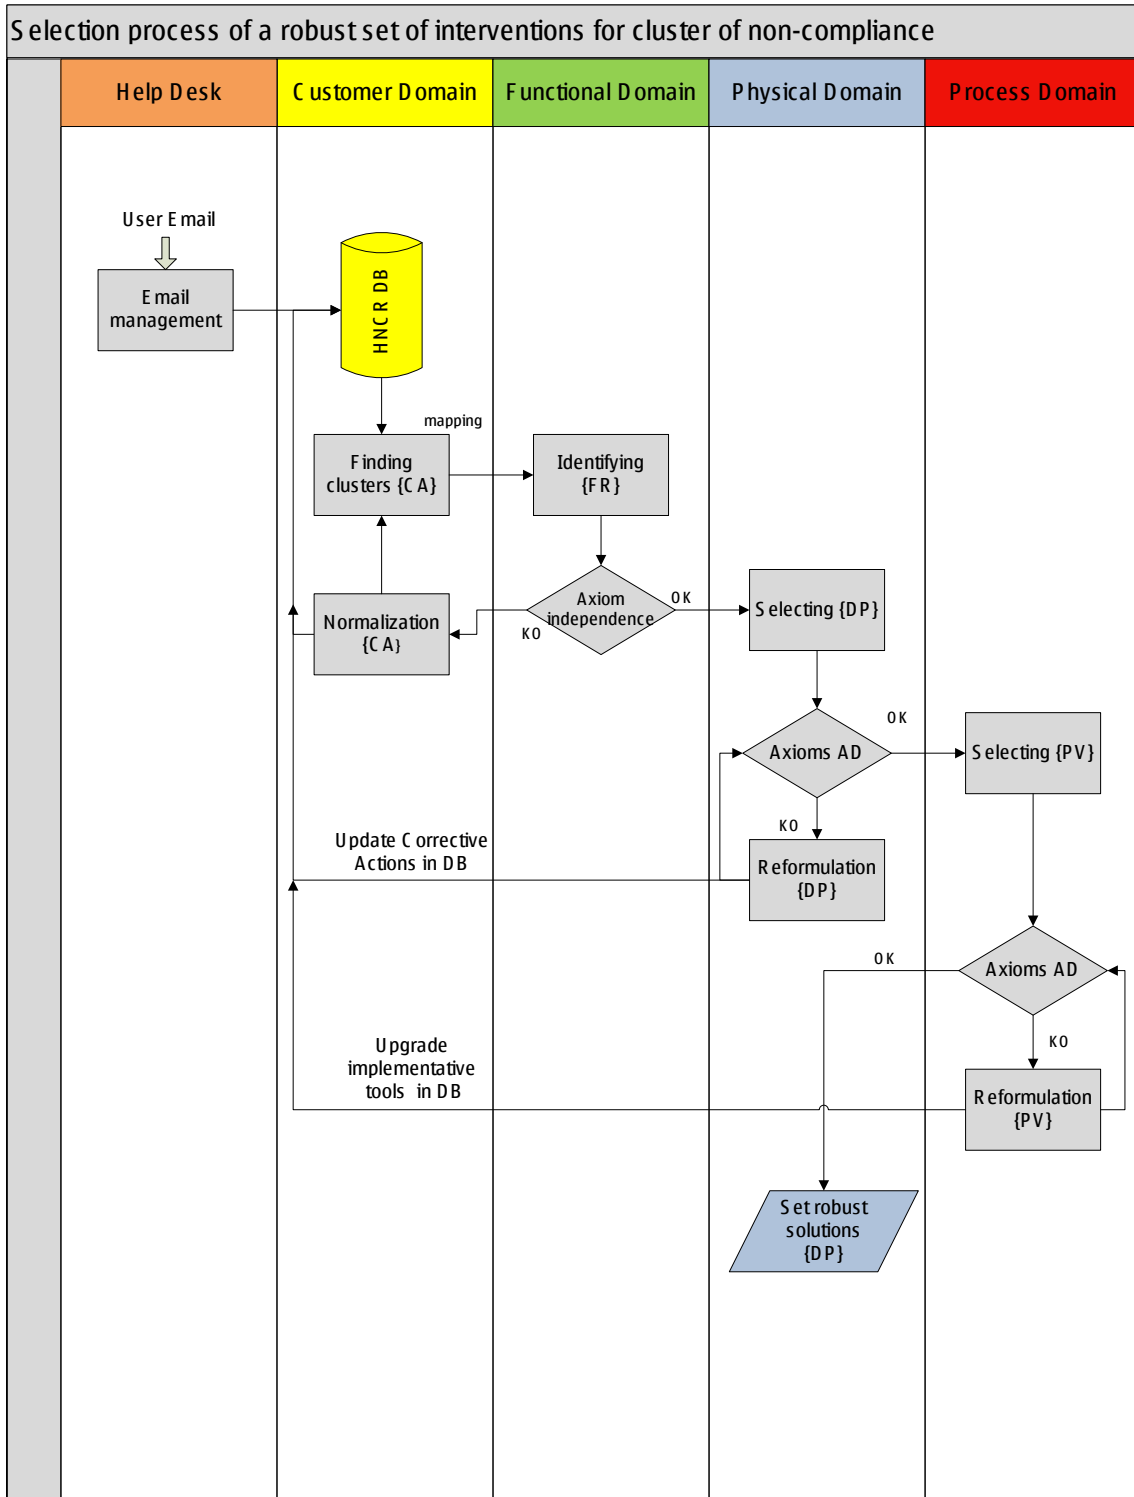 Selection process of a robust set of interventions for cluster of non-compliance
Help Desk
Customer Domain
Functional Domain
Physical Domain
Process Domain
User Email
Email
management
HNCR DB
mapping
Finding
clusters {CA}
Identifying
{FR}
Axiom
independence
OK
KO
Normalization
{CA}
Selecting {DP}
Axioms AD
OK
KO
Selecting {PV}
Update Corrective
Actions in DB
Reformulation
{DP}
Axioms AD
OK
KO
Upgrade
implementative
tools in DB
Reformulation
{PV}
Set robust
solutions
{DP}